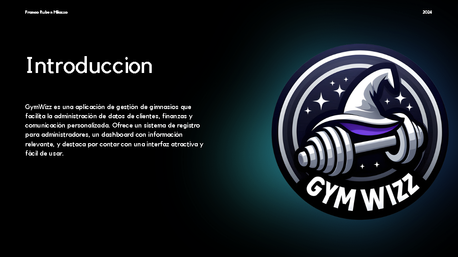 Franco Ruben Micozzo
2024
Introduccion
GymWizz es una aplicación de gestión de gimnasios que
facilita la administración de datos de clientes, finanzas y
comunicación personalizada. Ofrece un sistema de registro
para administradores, un dashboard con información
relevante, y destaca por contar con una interfaz atractiva y
fácil de usar.
GYM WIZZ